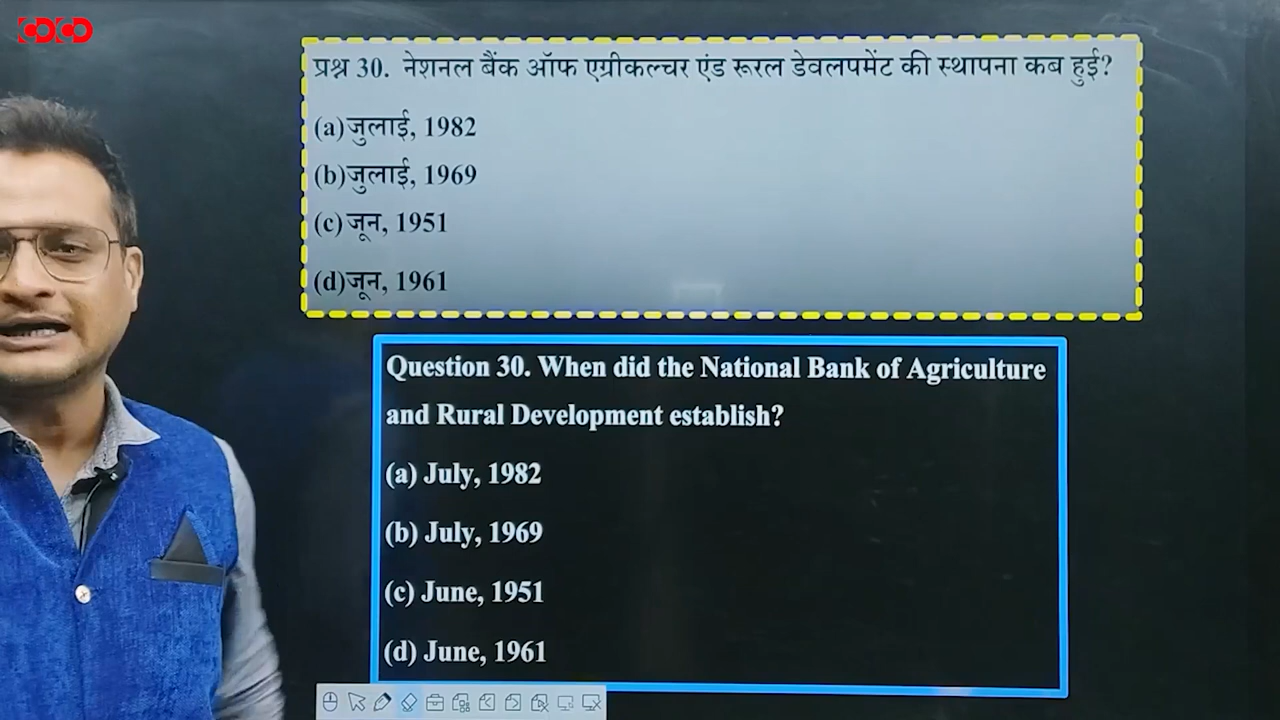 प्रश्न 30. नेशनल बैंक ऑफ एग्रीकल्चर एंड रूरल डेवलपमेंट की स्थापना कब हुई?
(a)जुलाई, 1982
(b)जुलाई, 1969
(c) जून, 1951
(d)जून, 1961
Question 30. When did the National Bank of Agriculture
and Rural Development establish?
(a) July, 1982
(b) July, 1969
(c) June, 1951
(d) June, 1961